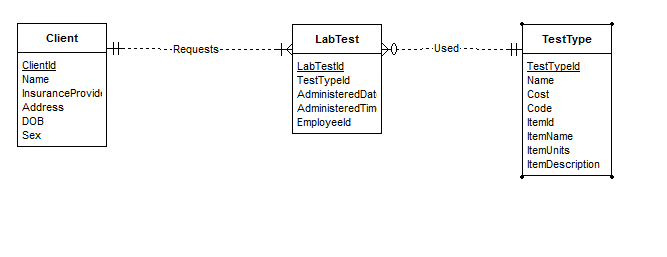 Client
ClientId
Name
InsuranceProvide
Address
DOB
Sex
Requests
LabTest
LabTestId
TestTypeId
AdministeredDat
AdministeredTim
EmployeeId
Used
TestType
TestTypeId
Name
Cost
Code
ItemId
ItemName
ItemUnits
ItemDescription